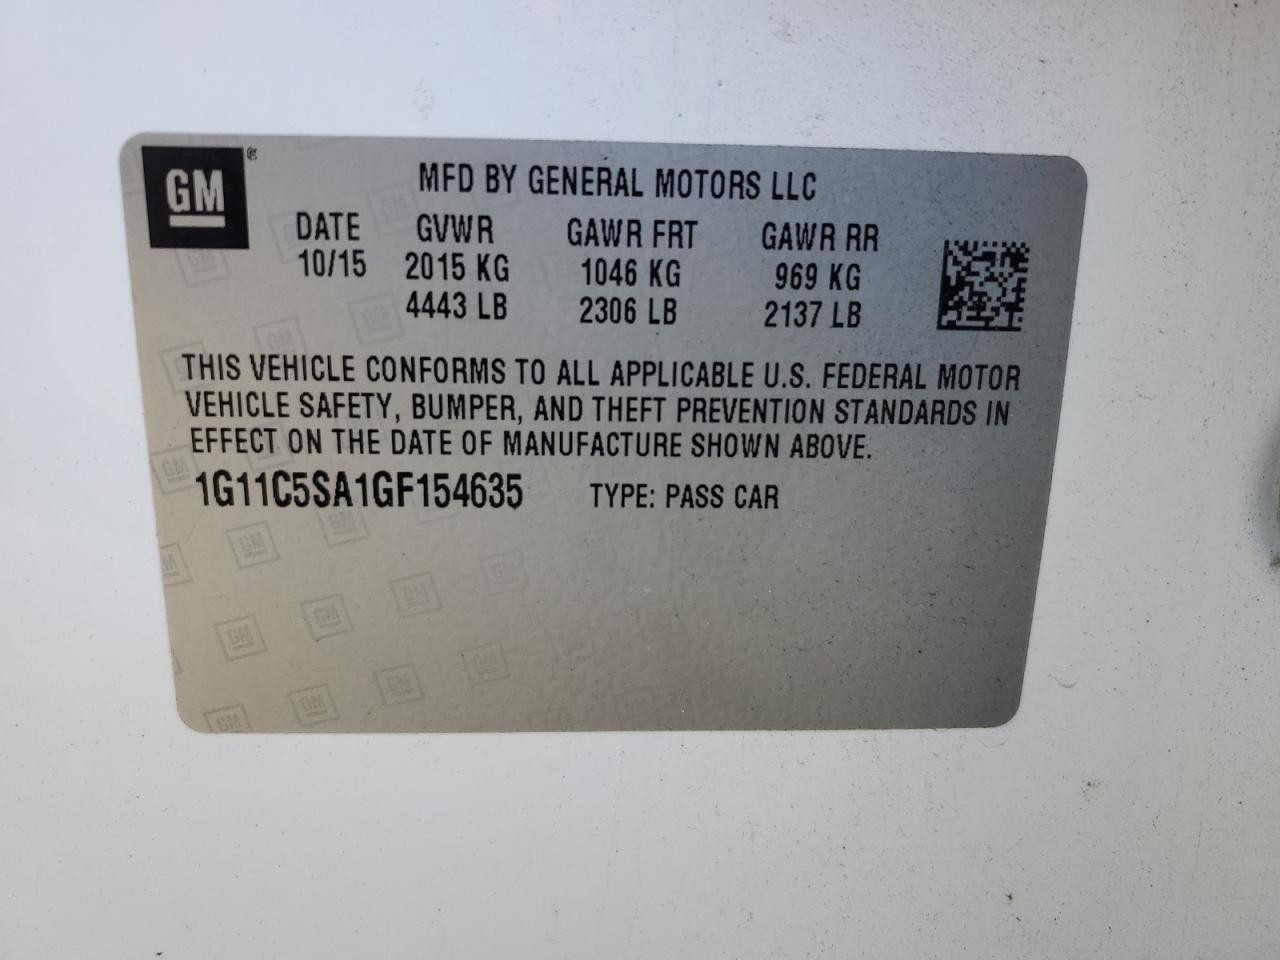 GM ®
MFD BY GENERAL MOTORS LLC
DATE GVWR GAWR FRT GAWR RR
10/15 2015 KG 1046 KG 969 KG
4443 LB 2306 LB 2137 LB
THIS VEHICLE CONFORMS TO ALL APPLICABLE U.S. FEDERAL MOTOR
VEHICLE SAFETY, BUMPER, AND THEFT PREVENTION STANDARDS IN
EFFECT ON THE DATE OF MANUFACTURE SHOWN ABOVE.
1G11C5SA1GF154635 TYPE: PASS CAR